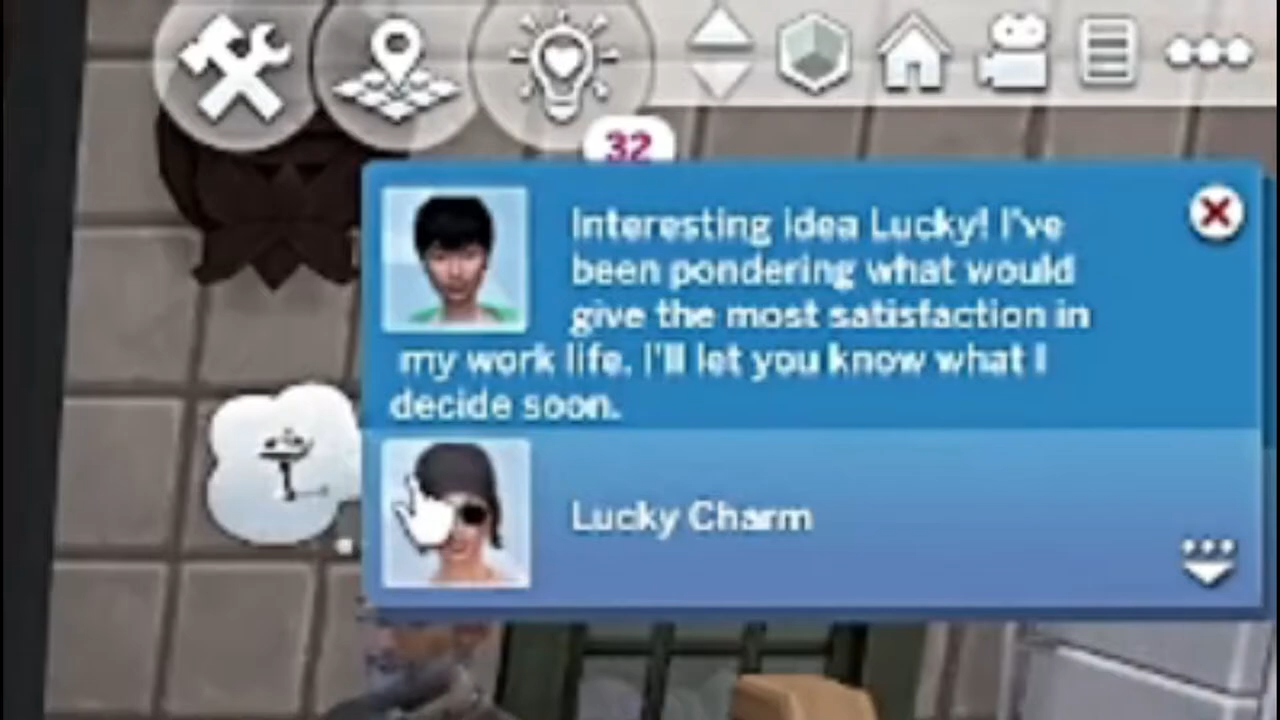 32
Interesting idea Lucky! I've
been pondering what would
give the most satisfaction in
my work life. I'll let you know what I
decide soon.
Lucky Charm